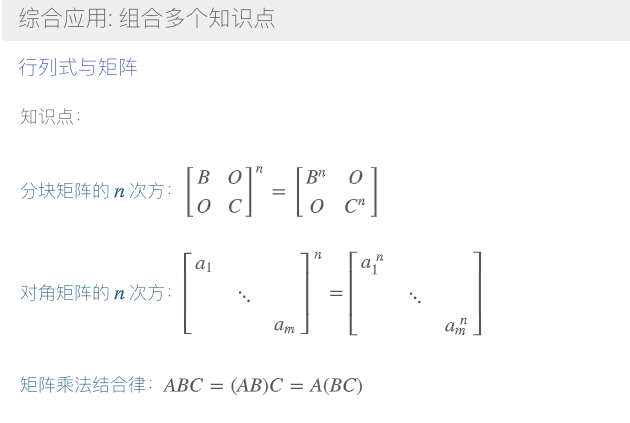 综合应用: 组合多个知识点
行列式与矩阵
知识点:
分块矩阵的 n 次方: $\begin{bmatrix} B & O \\ O & C \end{bmatrix}^n = \begin{bmatrix} B^n & O \\ O & C^n \end{bmatrix}$
对角矩阵的 n 次方: $\begin{bmatrix} a_1 & & \\ & \ddots & \\ & & a_m \end{bmatrix}^n = \begin{bmatrix} a_1^n & & \\ & \ddots & \\ & & a_m^n \end{bmatrix}$
矩阵乘法结合律: $ABC = (AB)C = A(BC)$